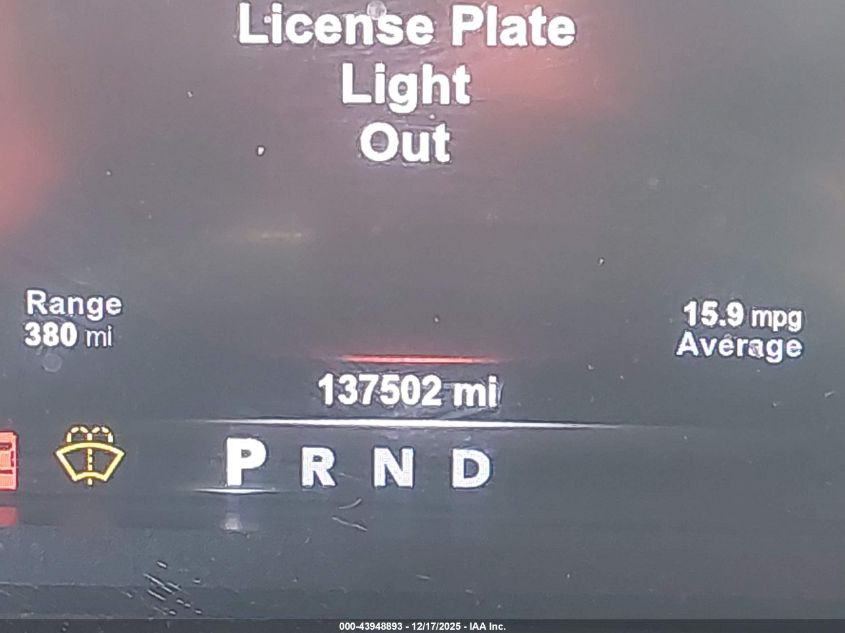 License Plate
Light
Out
Range
380 mi
15.9 mpg
Average
137502 mi
P R N D
000-43948893 - 12/17/2025 - IAA Inc.